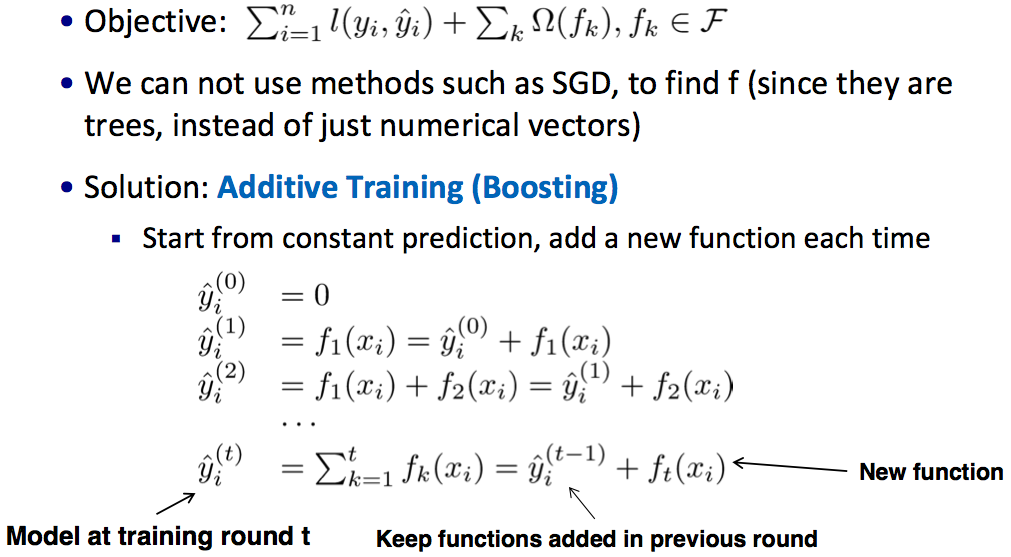 • Objective: $\sum_{i=1}^{n} l(y_i, \hat{y}_i) + \sum_k \Omega(f_k), f_k \in \mathcal{F}$
• We can not use methods such as SGD, to find f (since they are
trees, instead of just numerical vectors)
• Solution: Additive Training (Boosting)
▪ Start from constant prediction, add a new function each time
$\hat{y}_i^{(0)} = 0$
$\hat{y}_i^{(1)} = f_1(x_i) = \hat{y}_i^{(0)} + f_1(x_i)$
$\hat{y}_i^{(2)} = f_1(x_i) + f_2(x_i) = \hat{y}_i^{(1)} + f_2(x_i)$
...
$\hat{y}_i^{(t)} = \sum_{k=1}^{t} f_k(x_i) = \hat{y}_i^{(t-1)} + f_t(x_i)$
New function
Model at training round t
Keep functions added in previous round